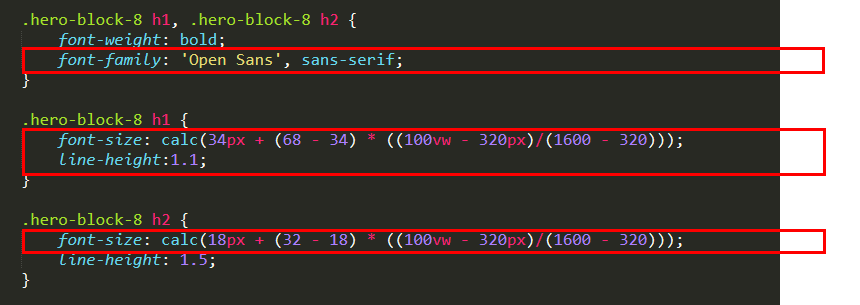 .hero-block-8 h1, .hero-block-8 h2 {
font-weight: bold;
font-family: 'Open Sans', sans-serif;
}
.hero-block-8 h1 {
font-size: calc(34px + (68 - 34) * ((100vw - 320px)/(1600 - 320)));
line-height:1.1;
}
.hero-block-8 h2 {
font-size: calc(18px + (32 - 18) * ((100vw - 320px)/(1600 - 320)));
line-height: 1.5;
}